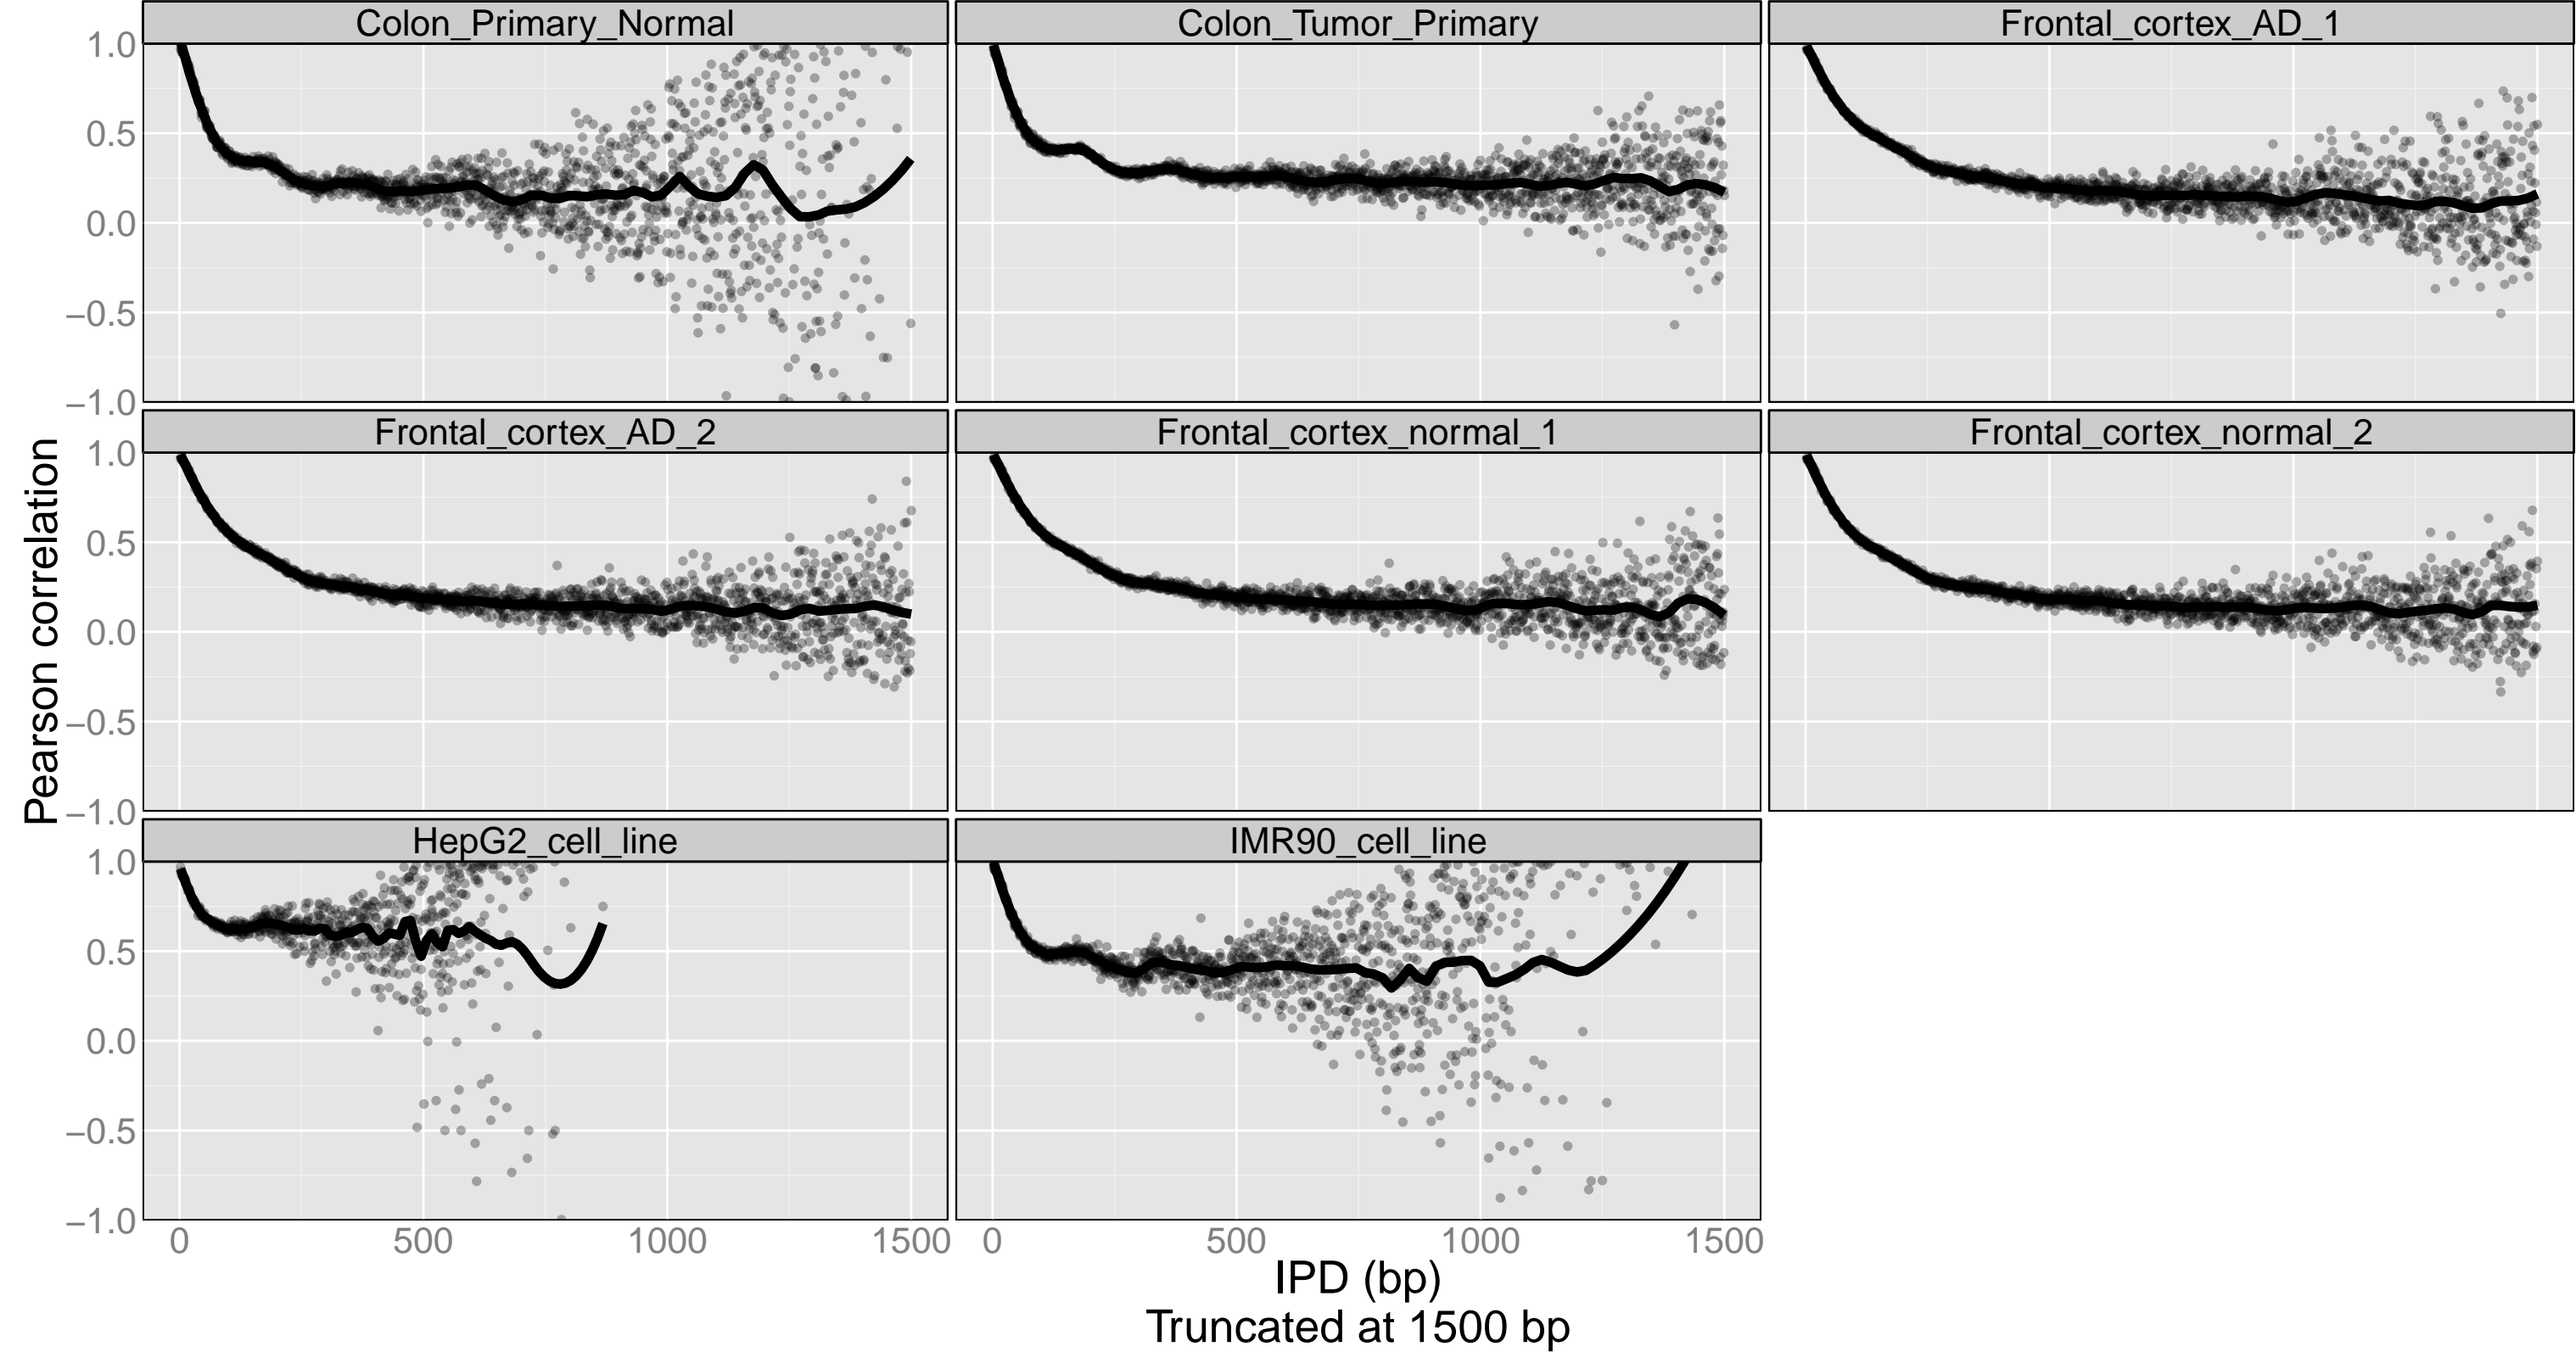 Colon_Primary_Normal
Colon_Tumor_Primary
Frontal_cortex_AD_1
1.0
0.5
0.0
−0.5
−1.0
Frontal_cortex_AD_2
Frontal_cortex_normal_1
Frontal_cortex_normal_2
1.0
0.5
0.0
−0.5
−1.0
Pearson correlation
HepG2_cell_line
IMR90_cell_line
1.0
0.5
0.0
−0.5
−1.0
0 500 1000 1500
0 500 1000 1500
IPD (bp)
Truncated at 1500 bp